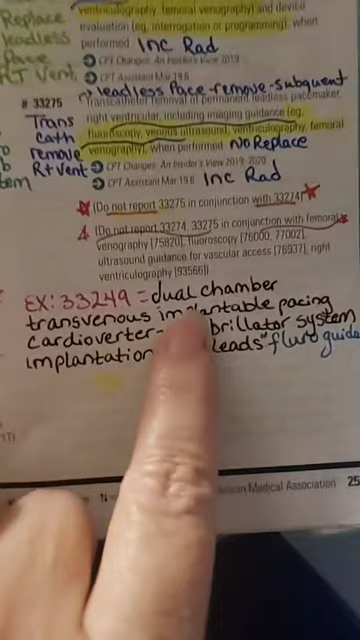 Replace
leadless
Pace
RT Vent.
ventriculography, femoral venography) and device
evaluation (eg, interrogation or programming), when
performed Inc Rad
CPT Changes: An Insider's View 2019
CPT Assistant Mar 19:6
leadless Pace-remove-subquent
# 33275 Transcatheter removal of permanent leadless pacemaker,
Trans
cath
remove
Rt Vent
right ventricular, including imaging guidance (eg,
fluoroscopy, venous ultrasound, ventriculography, femoral
venography), when performed NO Replace
CPT Changes: An Insider's View 2019, 2020
CPT Assistant Mar 19:6 Inc Rad
(Do not report 33275 in conjunction with 33274)
(Do not report 33274, 33275 in conjunction with femoral
venography [75820], fluoroscopy [76000, 77002],
ultrasound guidance for vascular access [76937], right
ventriculography [93566])
EX: 33249 = dual chamber
transvenous implantable pacing
cardioverter- brillator system
implantation leads" fluro guida
American Medical Association 25